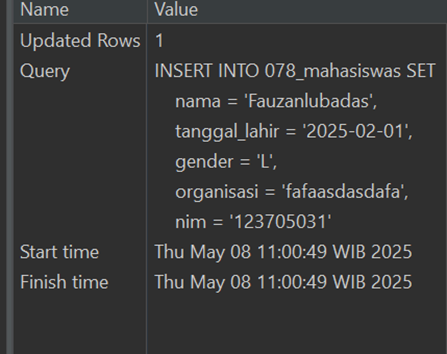 Name Value
Updated Rows 1
Query INSERT INTO 078_mahasiswas SET
nama = 'Fauzanlubadas',
tanggal_lahir = '2025-02-01',
gender = 'L',
organisasi = 'fafaasdasdafa',
nim = '123705031'
Start time Thu May 08 11:00:49 WIB 2025
Finish time Thu May 08 11:00:49 WIB 2025